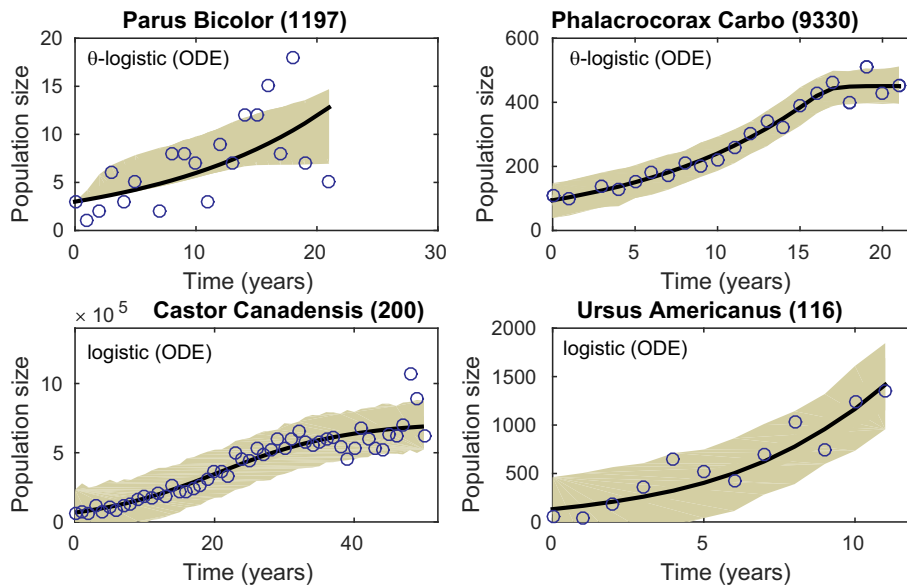 Parus Bicolor (1197)
20
15
10
5
0
θ-logistic (ODE)
Population size
0 10 20 30
Time (years)
Phalacrocorax Carbo (9330)
600
400
200
0
θ-logistic (ODE)
Population size
0 5 10 15 20
Time (years)
× 10^5
Castor Canadensis (200)
10
5
0
logistic (ODE)
Population size
0 20 40
Time (years)
Ursus Americanus (116)
2000
1500
1000
500
0
logistic (ODE)
Population size
0 5 10
Time (years)